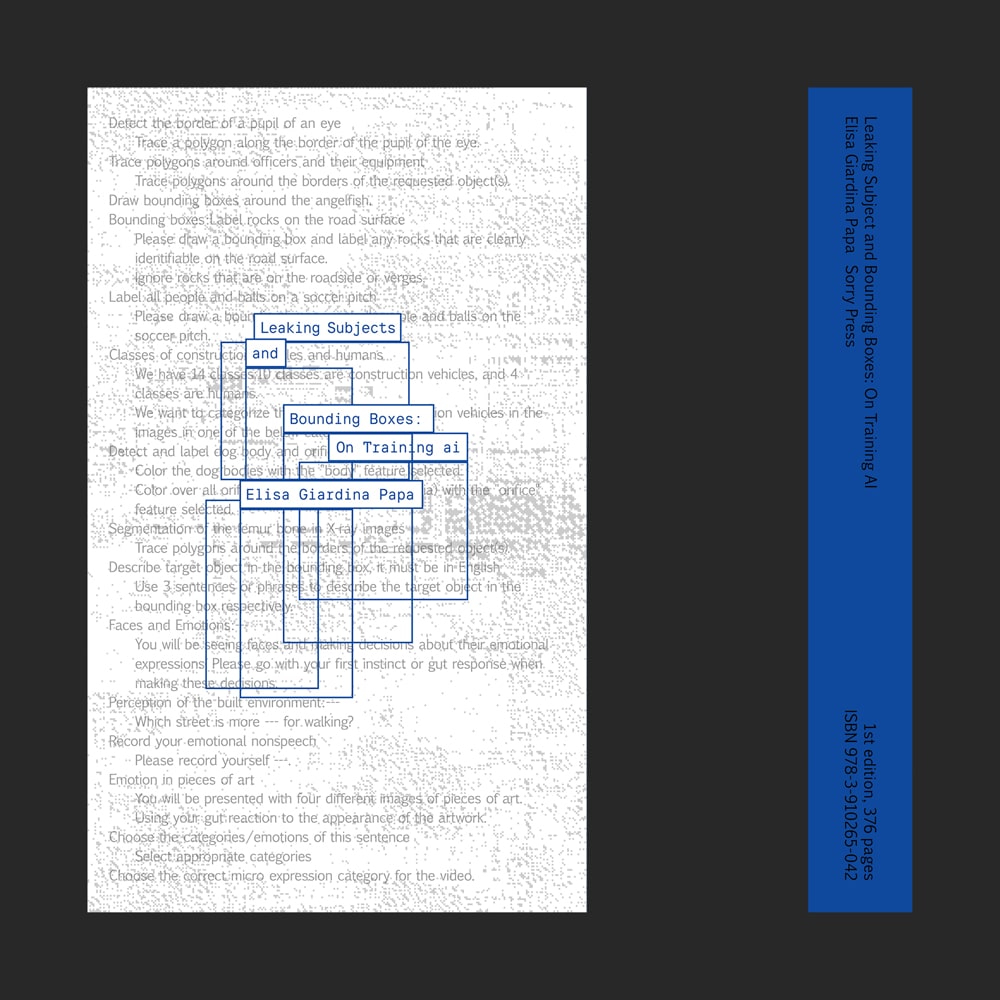 Detect the border of a pupil of an eye
Trace a polygon along the border of the pupil of the eye.
Trace polygons around officers and their equipment
Trace polygons around the borders of the requested object(s).
Draw bounding boxes around the angelfish.
Bounding boxes:Label rocks on the road surface
Please draw a bounding box and label any rocks that are clearly
identifiable on the road surface.
Ignore rocks that are on the roadside or verges.
Label all people and balls on a soccer pitch
Please draw a and balls on the
soccer pitch.
Classes of and humans.
We have 14 classes:10 classes are construction vehicles, and 4
classes are humans.
We want to categorize vehicles in the
images in one of the
Detect and label dog body and
Color the dog bodies with the "body" feature selected.
Color over all with the "orifice"
feature selected.
Segmentation of the femur bone in X-ray images
Trace polygons around the borders of the requested object(s)
Describe target object in the bounding box, it must be in English
Use 3 sentences or phrases to describe the target object in the
bounding box respectively.
Faces and Emotions:--
You will be seeing faces and making decisions about their emotional
expressions. Please go with your first instinct or gut response when
making these decisions.
Perception of the built environment:---
Which street is more --- for walking?
Record your emotional nonspeech
Please record yourself ---.
Emotion in pieces of art
You will be presented with four different images of pieces of art.
Using your gut reaction to the appearance of the artwork.
Choose the categories/emotions of this sentence
Select appropriate categories
Choose the correct micro expression category for the video.
Leaking Subjects
and
Bounding Boxes:
On Training ai
Elisa Giardina Papa
Leaking Subject and Bounding Boxes: On Training AI
Elisa Giardina Papa Sorry Press
1st edition, 376 pages
ISBN 978-3-910265-042